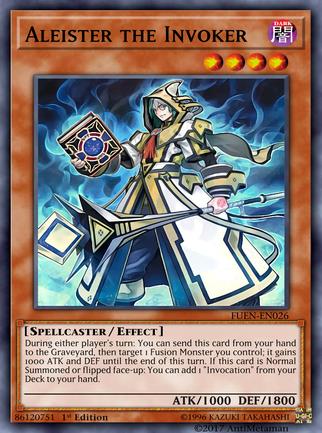 Aleister the Invoker
DARK
闇
FUEN-EN026
[Spellcaster / Effect]
During either player's turn: You can send this card from your hand
to the Graveyard, then target 1 Fusion Monster you control; it gains
1000 ATK and DEF until the end of this turn. If this card is Normal
Summoned or flipped face-up: You can add 1 "Invocation" from your
Deck to your hand.
ATK/1000 DEF/1800
86120751 1st Edition ©1996 KAZUKI TAKAHASHI
©2017 AntiMetaman